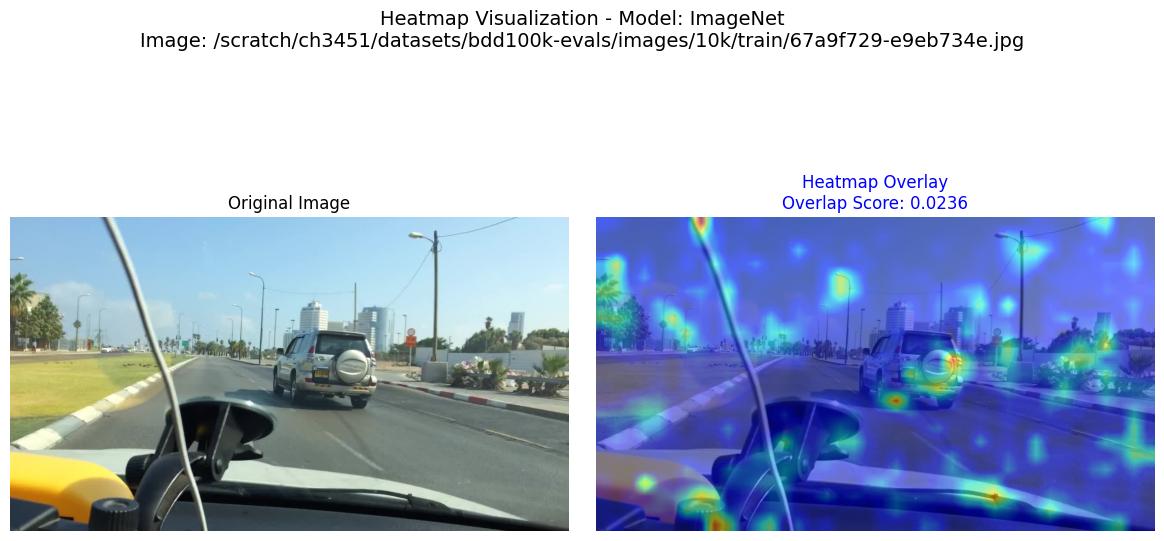 Heatmap Visualization - Model: ImageNet
Image: /scratch/ch3451/datasets/bdd100k-evals/images/10k/train/67a9f729-e9eb734e.jpg
Original Image
Heatmap Overlay
Overlap Score: 0.0236